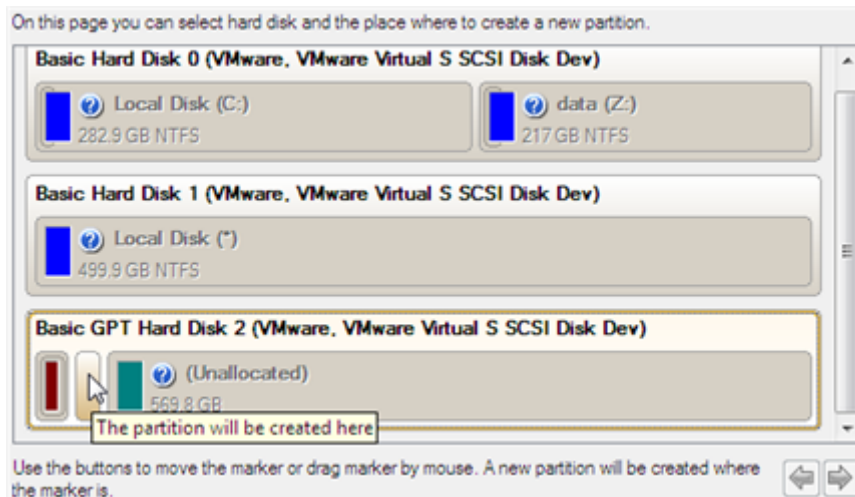 On this page you can select hard disk and the place where to create a new partition.
Basic Hard Disk 0 (VMware, VMware Virtual S SCSI Disk Dev)
Local Disk (C:)
282.9 GB NTFS
data (Z:)
217 GB NTFS
Basic Hard Disk 1 (VMware, VMware Virtual S SCSI Disk Dev)
Local Disk (*)
499.9 GB NTFS
Basic GPT Hard Disk 2 (VMware, VMware Virtual S SCSI Disk Dev)
(Unallocated)
569.8 GB
The partition will be created here
Use the buttons to move the marker or drag marker by mouse. A new partition will be created where
the marker is.